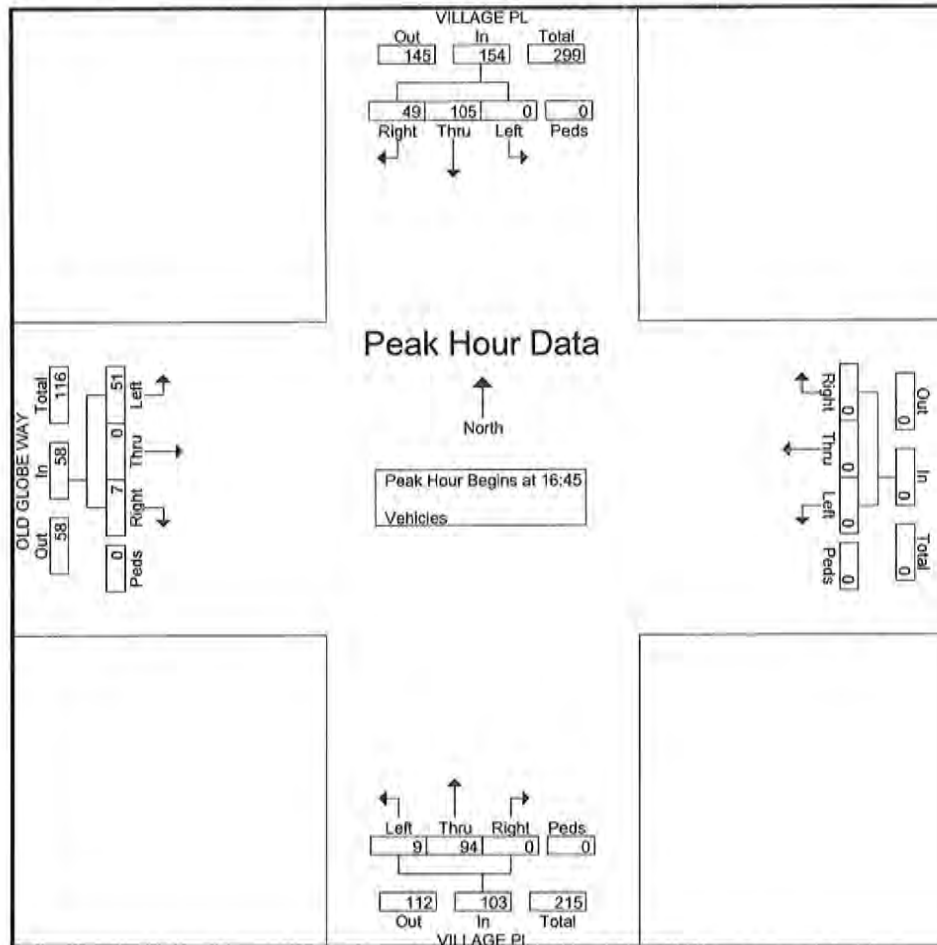 VILLAGE PL
Out In Total
145 154 299
49 105 0 0
Right Thru Left Peds
Peak Hour Data
North
Peak Hour Begins at 16:45
Vehicles
OLD GLOBE WAY
Total In Out
116 58 58
51 0 7 0
Left Thru Right Peds
Out In Total
0 0 0
0 0 0 0
Right Thru Left Peds
Left Thru Right Peds
9 94 0 0
112 103 215
Out In Total
VILLAGE PL